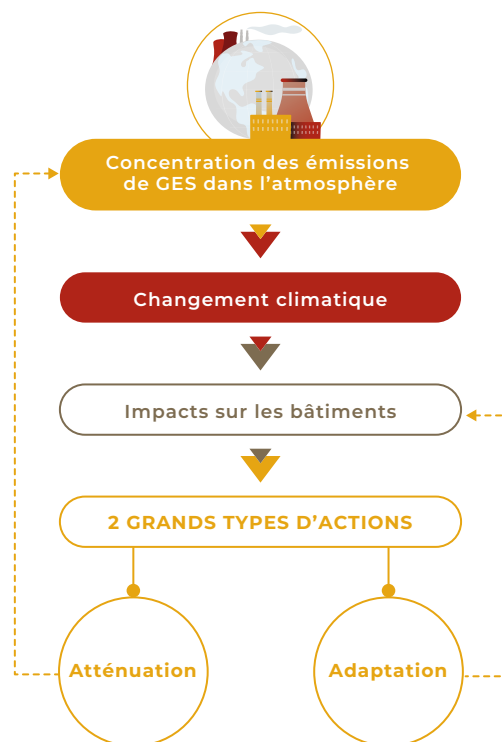 Concentration des émissions
de GES dans l’atmosphère
Changement climatique
Impacts sur les bâtiments
2 GRANDS TYPES D’ACTIONS
Atténuation
Adaptation